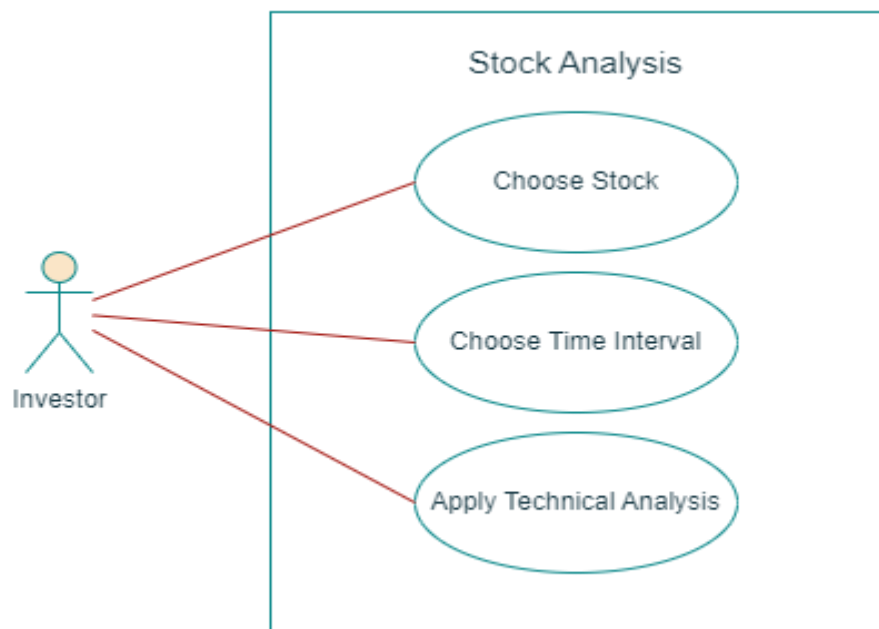 Stock Analysis
Choose Stock
Choose Time Interval
Investor
Apply Technical Analysis